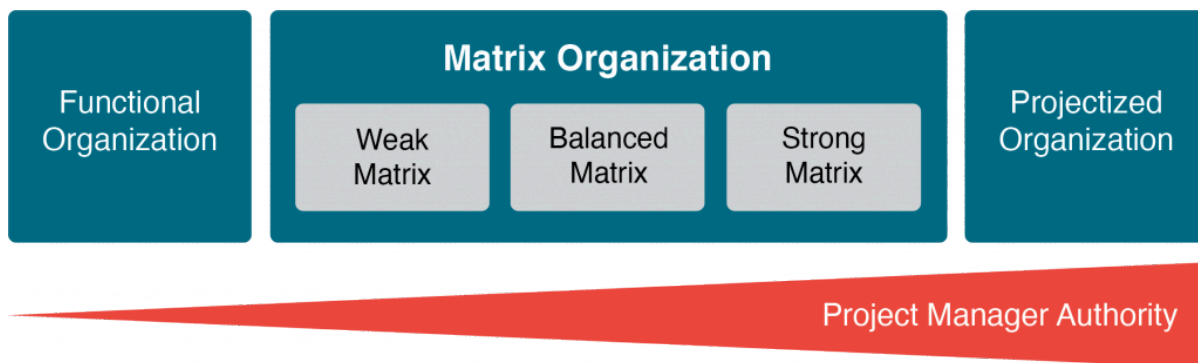 Functional
Organization
Matrix Organization
Weak
Matrix
Balanced
Matrix
Strong
Matrix
Projectized
Organization
Project Manager Authority